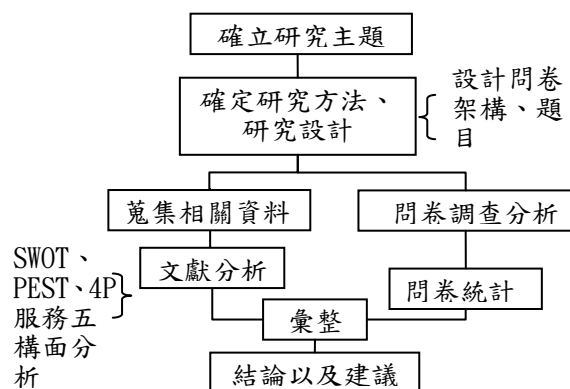 確立研究主題
確定研究方法、
研究設計
設計問卷
架構、題
目
蒐集相關資料
問卷調查分析
文獻分析
SWOT、
PEST、4P
服務五
構面分
析
問卷統計
彙整
結論以及建議